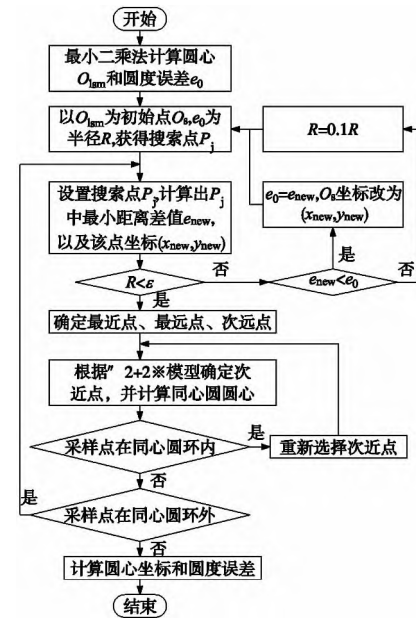 开始
最小二乘法计算圆心
O_lsm和圆度误差e_0
以O_lsm为初始点O_s,e_0为
半径R,获得搜索点P_j
R=0.1R
设置搜索点P_j,计算出P_j
中最小距离差值e_new,
以及该点坐标(x_new,y_new)
e_0=e_new,O_s坐标改为
(x_new,y_new)
是
否
R<ε
否
e_new<e_0
是
确定最近点、最远点、次远点
根据″ 2+2※模型确定次
近点，并计算同心圆圆心
采样点在同心圆环内
是
重新选择次近点
否
是
采样点在同心圆环外
否
计算圆心坐标和圆度误差
结束